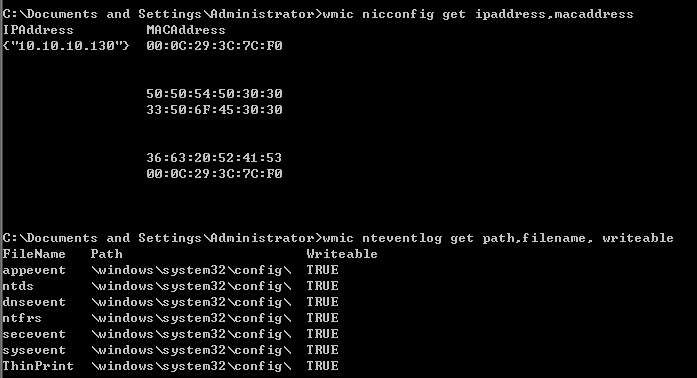 C:\Documents and Settings\Administrator>wmic nicconfig get ipaddress,macaddress
IPAddress         MACAddress
{"10.10.10.130"}  00:0C:29:3C:7C:F0
50:50:54:50:30:30
33:50:6F:45:30:30
36:63:20:52:41:53
00:0C:29:3C:7C:F0
C:\Documents and Settings\Administrator>wmic nteventlog get path,filename, writeable
FileName   Path                       Writeable
appevent   \windows\system32\config\  TRUE
ntds       \windows\system32\config\  TRUE
dnsevent   \windows\system32\config\  TRUE
ntfrs      \windows\system32\config\  TRUE
secevent   \windows\system32\config\  TRUE
sysevent   \windows\system32\config\  TRUE
ThinPrint  \windows\system32\config\  TRUE